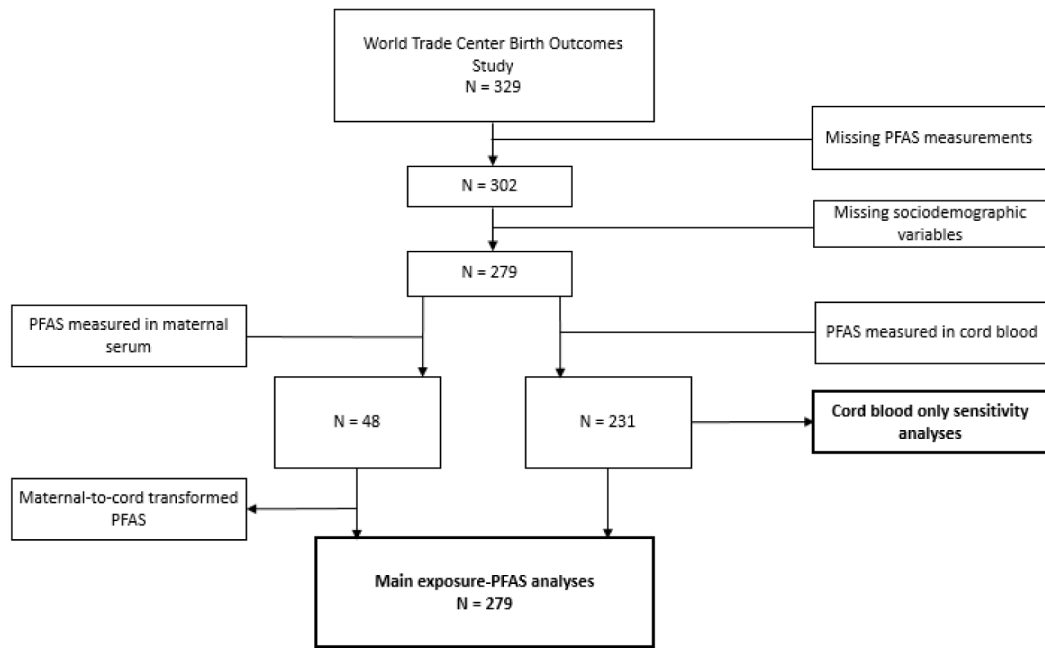 World Trade Center Birth Outcomes
Study
N = 329
Missing PFAS measurements
N = 302
Missing sociodemographic
variables
N = 279
PFAS measured in maternal
serum
PFAS measured in cord blood
N = 48
N = 231
Cord blood only sensitivity
analyses
Maternal-to-cord transformed
PFAS
Main exposure-PFAS analyses
N = 279